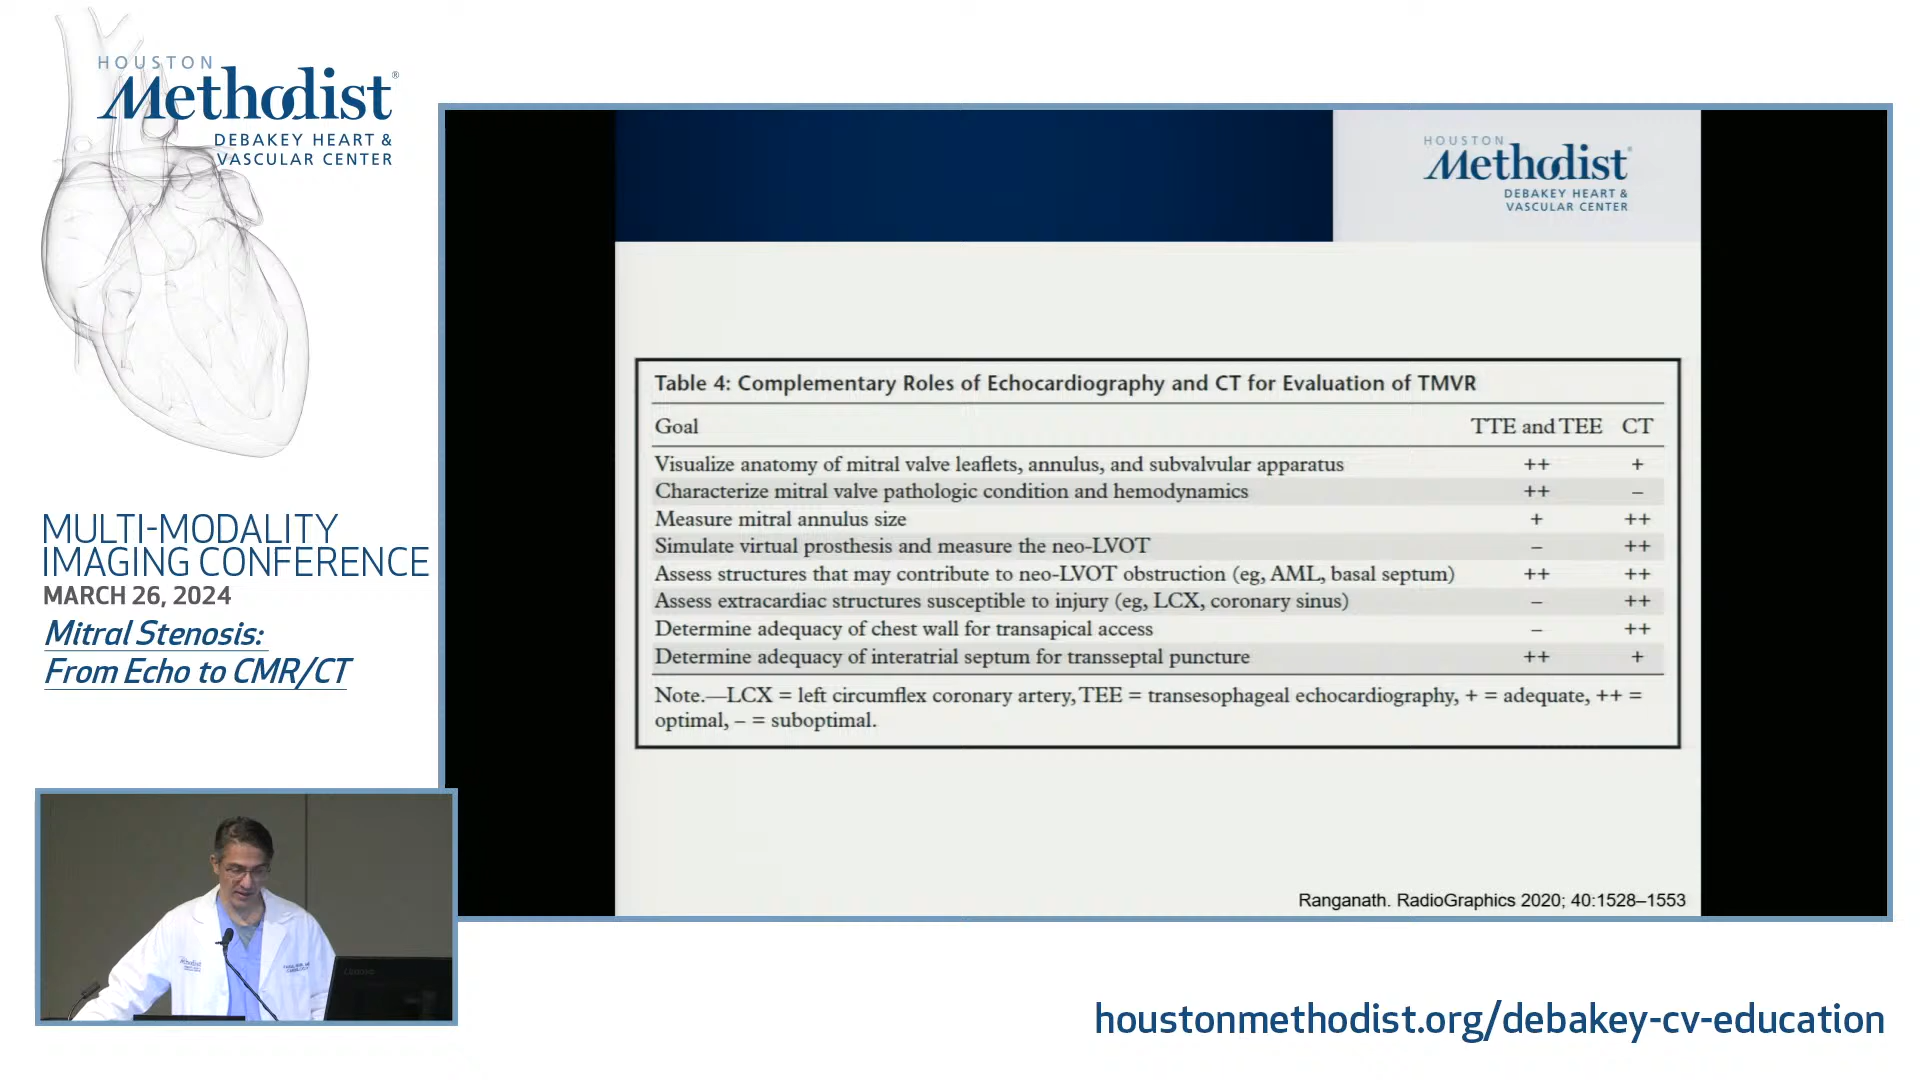 HOUSTON
Methodist®
DEBAKEY HEART &
VASCULAR CENTER
MULTI-MODALITY
IMAGING CONFERENCE
MARCH 26, 2024
Mitral Stenosis:
From Echo to CMR/CT
HOUSTON
Methodist
DEBAKEY HEART &
VASCULAR CENTER
Table 4: Complementary Roles of Echocardiography and CT for Evaluation of TMVR
Goal TTE and TEE CT
Visualize anatomy of mitral valve leaflets, annulus, and subvalvular apparatus ++ +
Characterize mitral valve pathologic condition and hemodynamics ++ –
Measure mitral annulus size + ++
Simulate virtual prosthesis and measure the neo-LVOT – ++
Assess structures that may contribute to neo-LVOT obstruction (eg, AML, basal septum) ++ ++
Assess extracardiac structures susceptible to injury (eg, LCX, coronary sinus) – ++
Determine adequacy of chest wall for transapical access – ++
Determine adequacy of interatrial septum for transseptal puncture ++ +
Note.—LCX = left circumflex coronary artery, TEE = transesophageal echocardiography, + = adequate, ++ =
optimal, – = suboptimal.
Ranganath. RadioGraphics 2020; 40:1528–1553
Methodist
Lenovo
houstonmethodist.org/debakey-cv-education